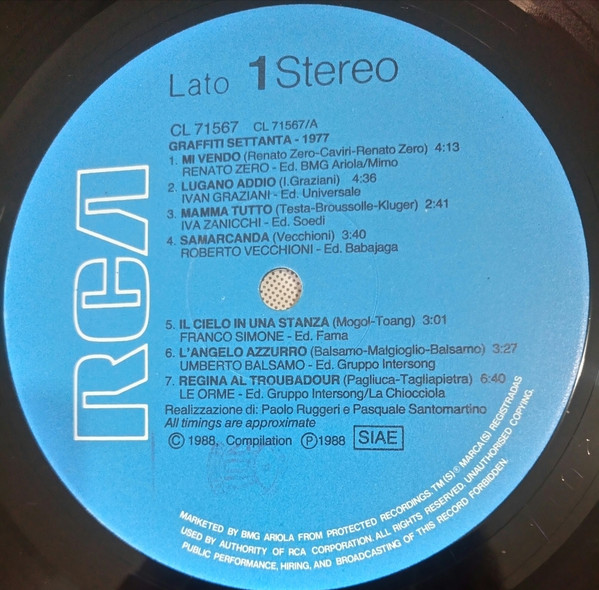 Lato 1 Stereo
RCA
CL 71567 CL 71567/A
GRAFFITI SETTANTA - 1977
1. MI VENDO (Renato Zero-Caviri-Renato Zero) 4:13
RENATO ZERO - Ed. BMG Ariola/Mimo
2. LUGANO ADDIO (I.Graziani) 4:36
IVAN GRAZIANI - Ed. Universale
3. MAMMA TUTTO (Testa-Broussolle-Kluger) 2:41
IVA ZANICCHI - Ed. Soedi
4. SAMARCANDA (Vecchioni) 3:40
ROBERTO VECCHIONI - Ed. Babajaga
5. IL CIELO IN UNA STANZA (Mogol-Toang) 3:01
FRANCO SIMONE - Ed. Fama
6. L'ANGELO AZZURRO (Balsamo-Malgioglio-Balsamo) 3:27
UMBERTO BALSAMO - Ed. Gruppo Intersong
7. REGINA AL TROUBADOUR (Pagliuca-Tagliapietra) 6:40
LE ORME - Ed. Gruppo Intersong/La Chiocciola
Realizzazione di: Paolo Ruggeri e Pasquale Santomartino
All timings are approximate
© 1988, Compilation ℗ 1988 SIAE
MARKETED BY BMG ARIOLA FROM PROTECTED RECORDINGS. TM(S) ® MARCA(S) REGISTRADAS
USED BY AUTHORITY OF RCA CORPORATION. ALL RIGHTS RESERVED. UNAUTHORISED COPYING,
PUBLIC PERFORMANCE, HIRING, AND BROADCASTING OF THIS RECORD FORBIDDEN.